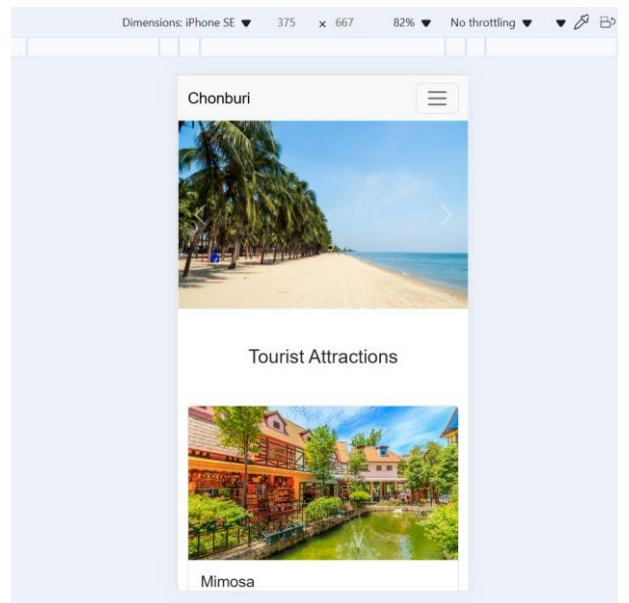 Dimensions: iPhone SE ▼ 375 × 667 82% ▼ No throttling ▼ ▼
Chonburi
Tourist Attractions
Mimosa